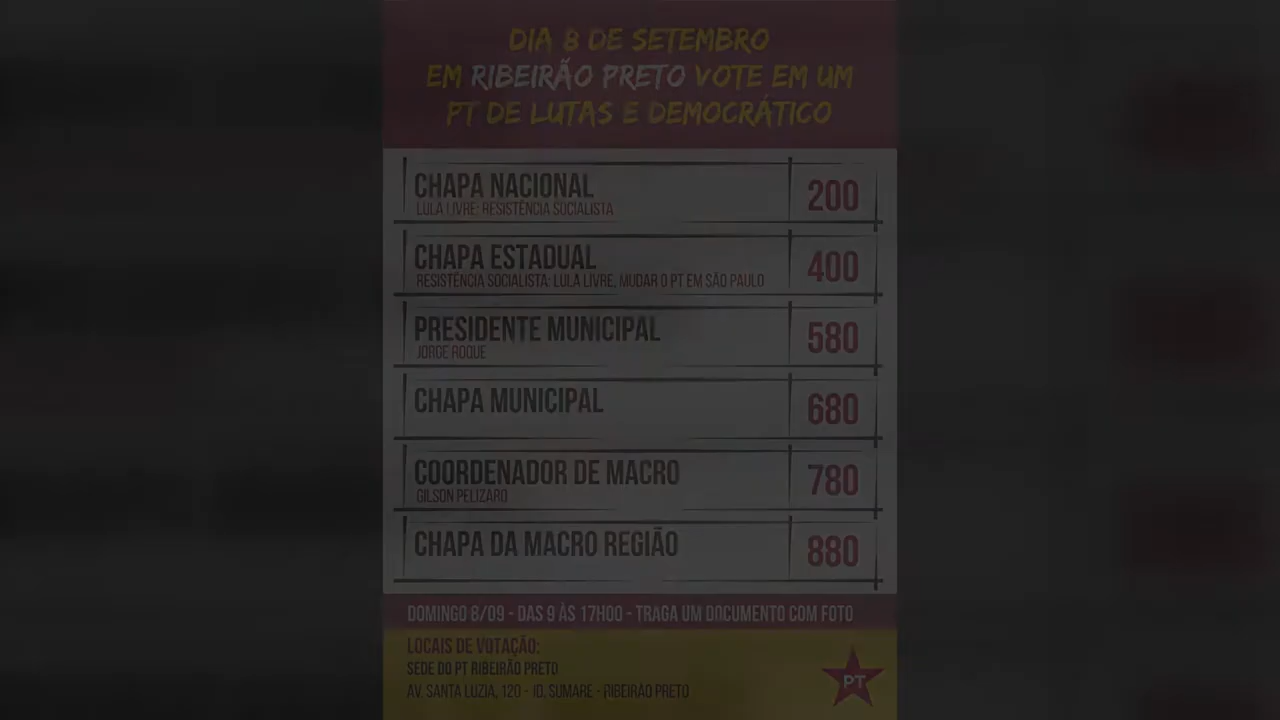 DIA 8 DE SETEMBRO
EM RIBEIRÃO PRETO VOTE EM UM
PT DE LUTAS E DEMOCRÁTICO
CHAPA NACIONAL 200
LULA LIVRE: RESISTÊNCIA SOCIALISTA
CHAPA ESTADUAL 400
RESISTÊNCIA SOCIALISTA: LULA LIVRE, MUDAR O PT EM SÃO PAULO
PRESIDENTE MUNICIPAL 580
JORGE ROQUE
CHAPA MUNICIPAL 680
COORDENADOR DE MACRO 780
GILSON PELIZARO
CHAPA DA MACRO REGIÃO 880
DOMINGO 8/09 - DAS 9 ÀS 17H00 - TRAGA UM DOCUMENTO COM FOTO
LOCAIS DE VOTAÇÃO:
SEDE DO PT RIBEIRÃO PRETO
AV. SANTA LUZIA, 120 - JD. SUMARE - RIBEIRÃO PRETO
PT